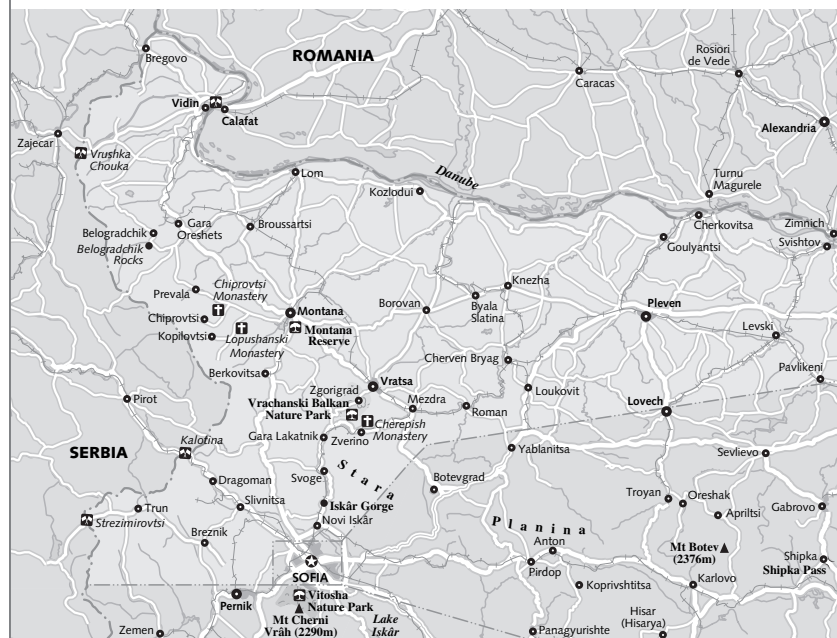 ROMANIA
Bregovo
Rosiori
de Vede
Caracas
Vidin
Calafat
Alexandria
Zajecar
Vrushka
Chouka
Danube
Lom
Kozloduí
Turnu
Magurele
Cherkovitsa
Zimnich
Svishtov
Goulyantsi
Belogradchik
Belogradchik
Rocks
Gara
Oreshets
Broussartsi
Prevala
Chiprovtsi
Monastery
Chiprovtsi
Kopilovtsi
Lopushanski
Monastery
Montana
Montana
Reserve
Borovan
Byala
Slatina
Knezha
Pleven
Levski
Berkovitsa
Cherven Bryag
Pavlikeni
Zgorigrad
Vratsa
Loukovit
Pirot
Vrachanski Balkan
Nature Park
Mezdra
Roman
Lovech
Cherepish
Monastery
Gara Lakatnik
Zverino
Kalotina
SERBIA
Yablanitsa
Sevlievo
Svoge
Stara
Botevgrad
Dragoman
Slivnitsa
Iskâr Gorge
Troyan
Oreshak
Apriltsi
Gabrovo
Trun
Strezimirovtsi
Novi Iskâr
Planina
Breznik
Anton
Mt Botev
(2376m)
Shipka
Shipka Pass
SOFIA
Pirdop
Koprivshtitsa
Karlovo
Pernik
Vitosha
Nature Park
Mt Cherni
Vrâh (2290m)
Lake
Iskâr
Hisar
(Hisarya)
Zemen
Panagyurishte